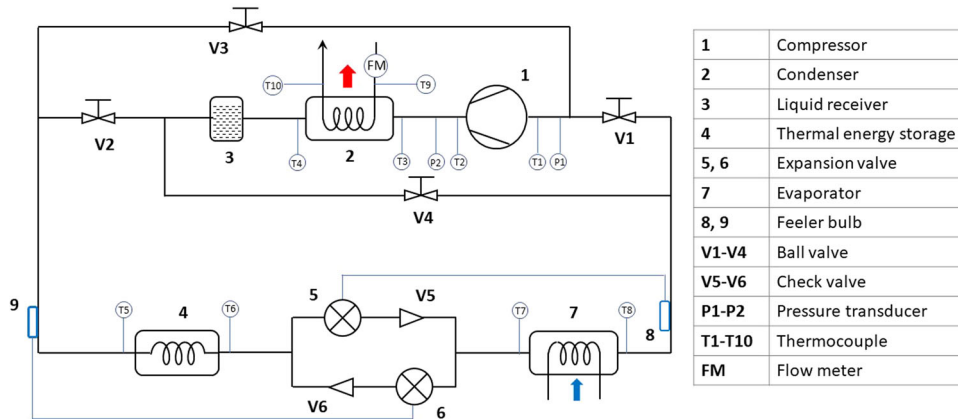 V3
FM
T10
T9
1
V2
3
T4
2
T3
P2
T2
T1
P1
V1
V4
9
T5
4
T6
5
V5
V6
6
T7
7
T8
8
1 Compressor
2 Condenser
3 Liquid receiver
4 Thermal energy storage
5, 6 Expansion valve
7 Evaporator
8, 9 Feeler bulb
V1-V4 Ball valve
V5-V6 Check valve
P1-P2 Pressure transducer
T1-T10 Thermocouple
FM Flow meter